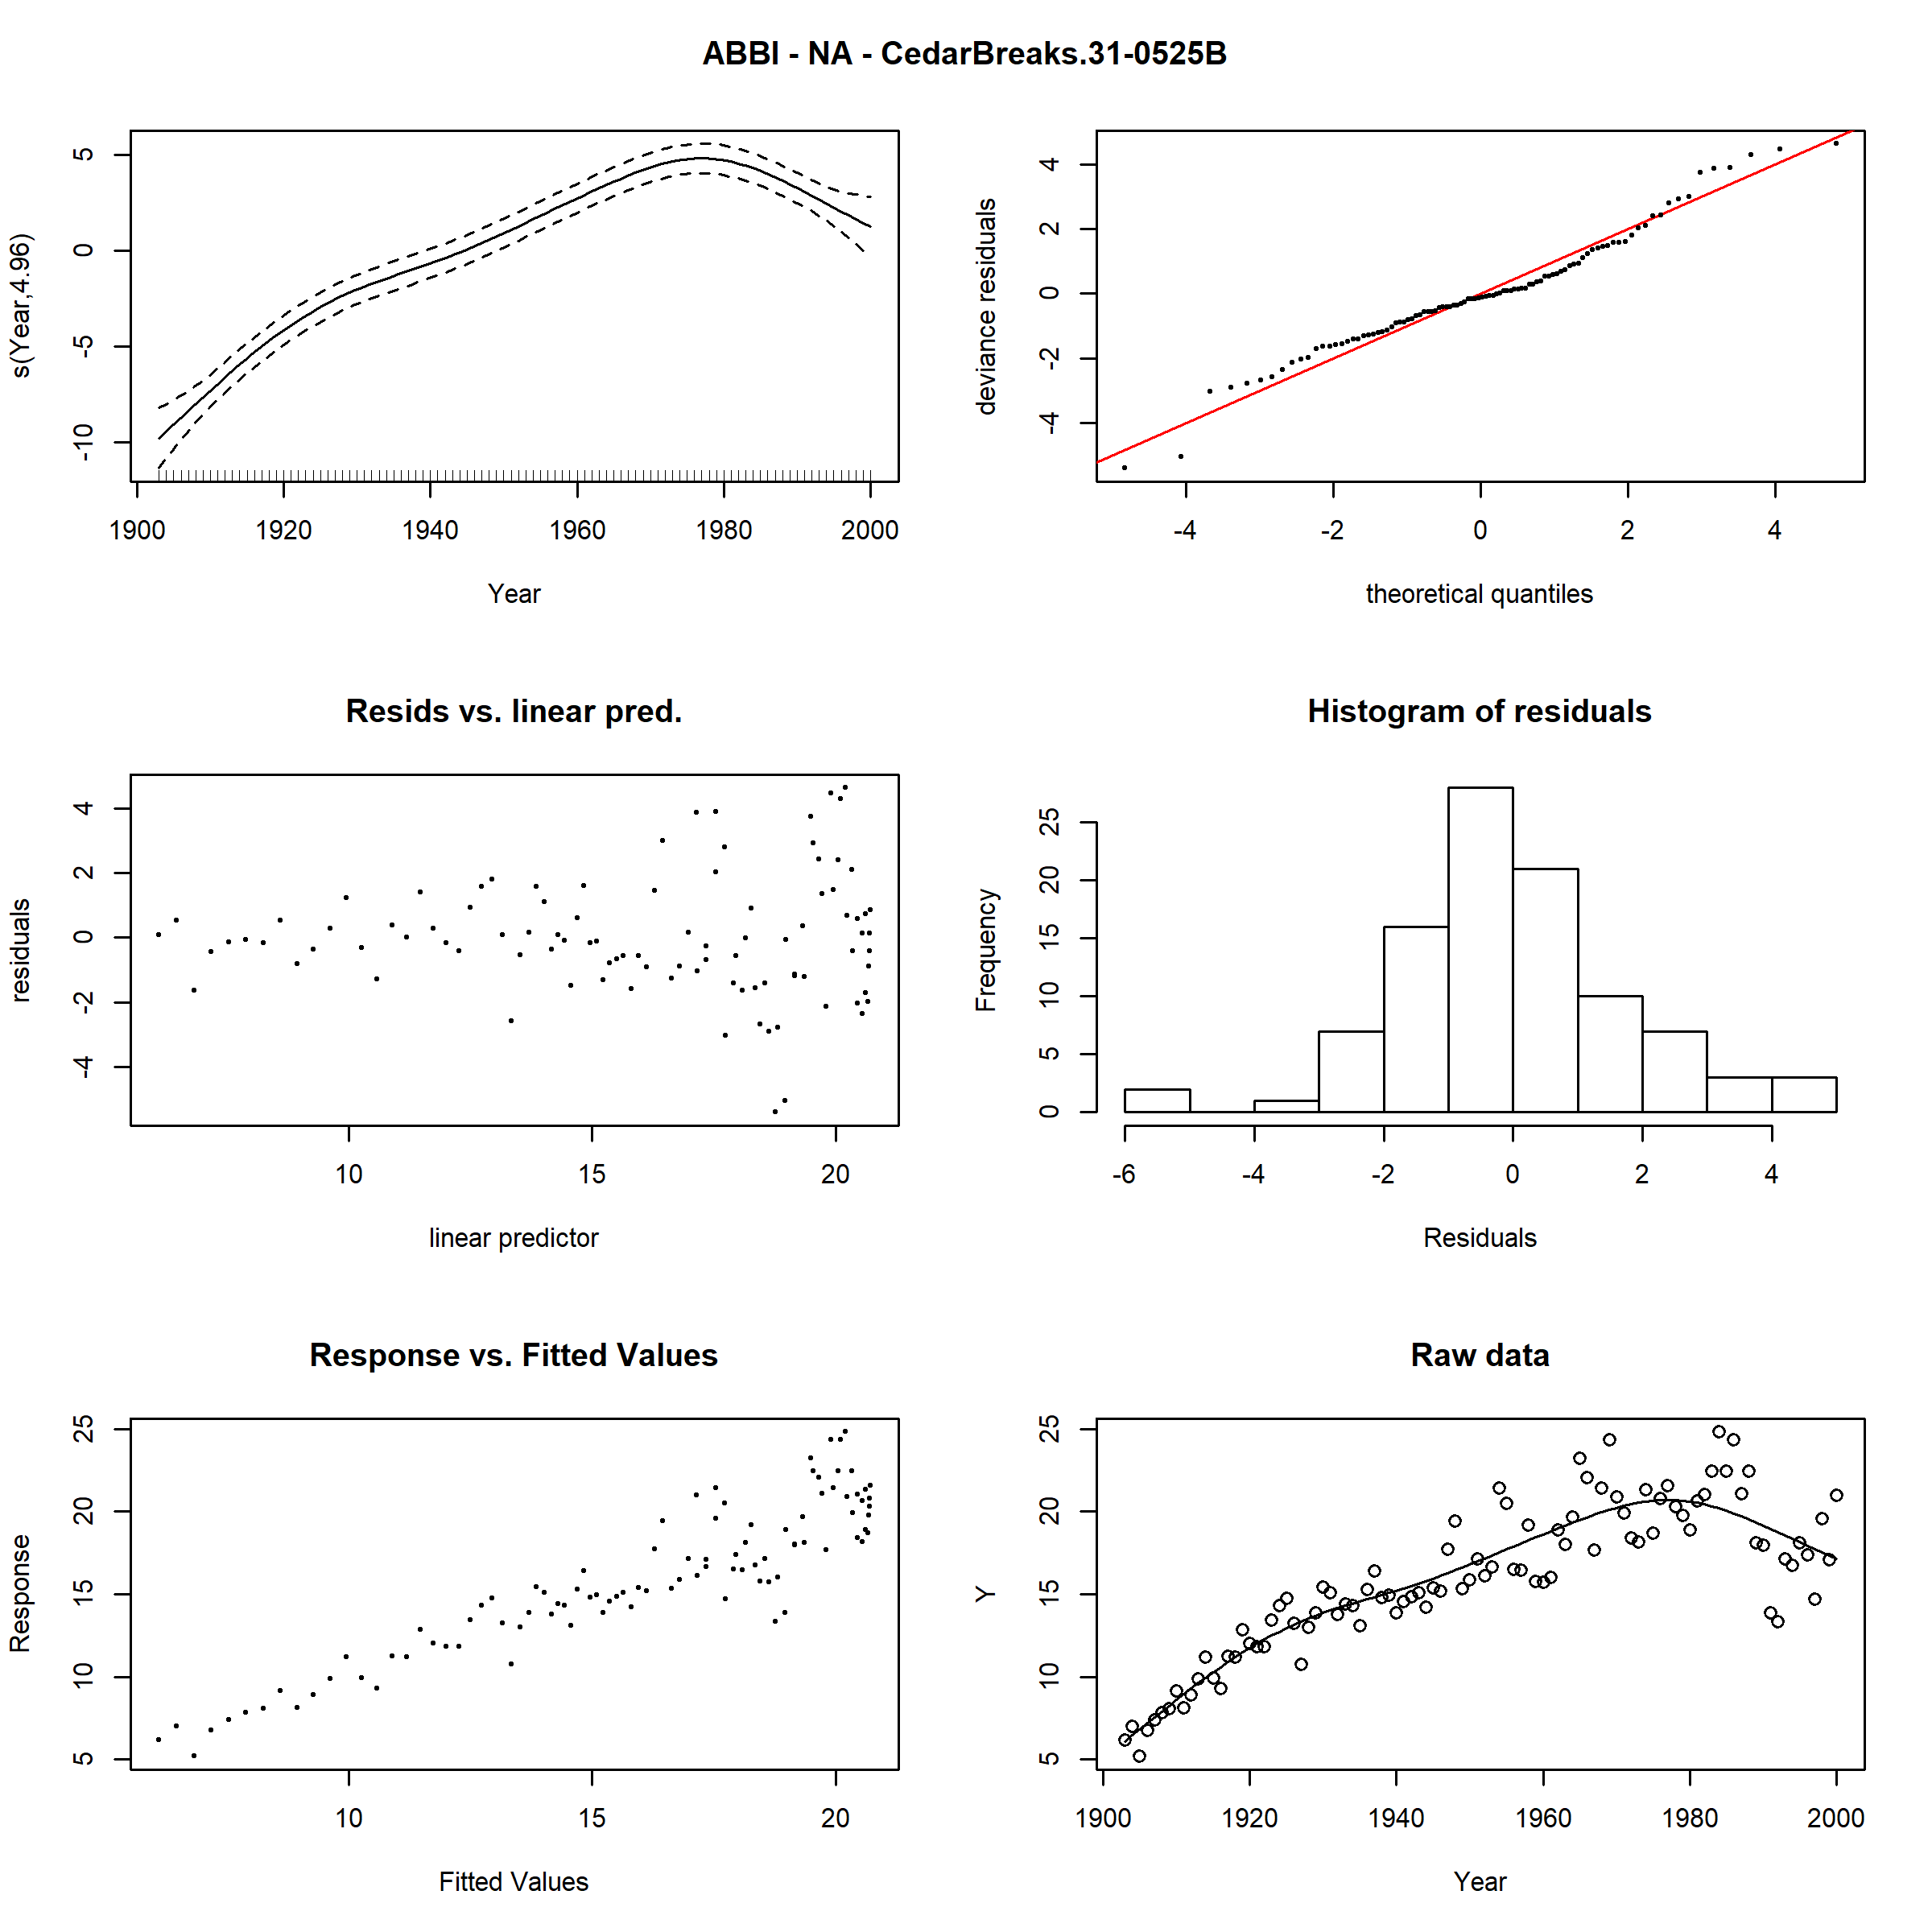 ABBI - NA - CedarBreaks.31-0525B
s(Year,4.96)
5
0
-5
-10
1900 1920 1940 1960 1980 2000
Year
deviance residuals
4
2
0
-2
-4
-4 -2 0 2 4
theoretical quantiles
Resids vs. linear pred.
residuals
4
2
0
-2
-4
10 15 20
linear predictor
Histogram of residuals
Frequency
25
20
15
10
5
0
-6 -4 -2 0 2 4
Residuals
Response vs. Fitted Values
Response
25
20
15
10
5
10 15 20
Fitted Values
Raw data
Y
25
20
15
10
5
1900 1920 1940 1960 1980 2000
Year